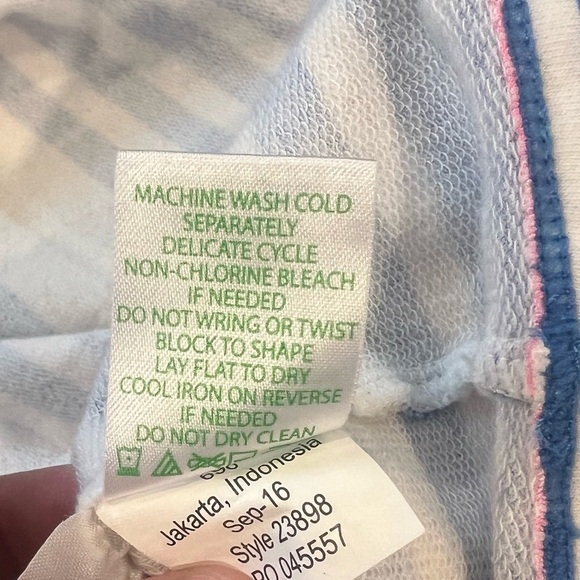 MACHINE WASH COLD
SEPARATELY
DELICATE CYCLE
NON-CHLORINE BLEACH
IF NEEDED
DO NOT WRING OR TWIST
BLOCK TO SHAPE
LAY FLAT TO DRY
COOL IRON ON REVERSE
IF NEEDED
DO NOT DRY CLEAN
Jakarta, Indonesia
Sep-16
Style 23898
PO 045557